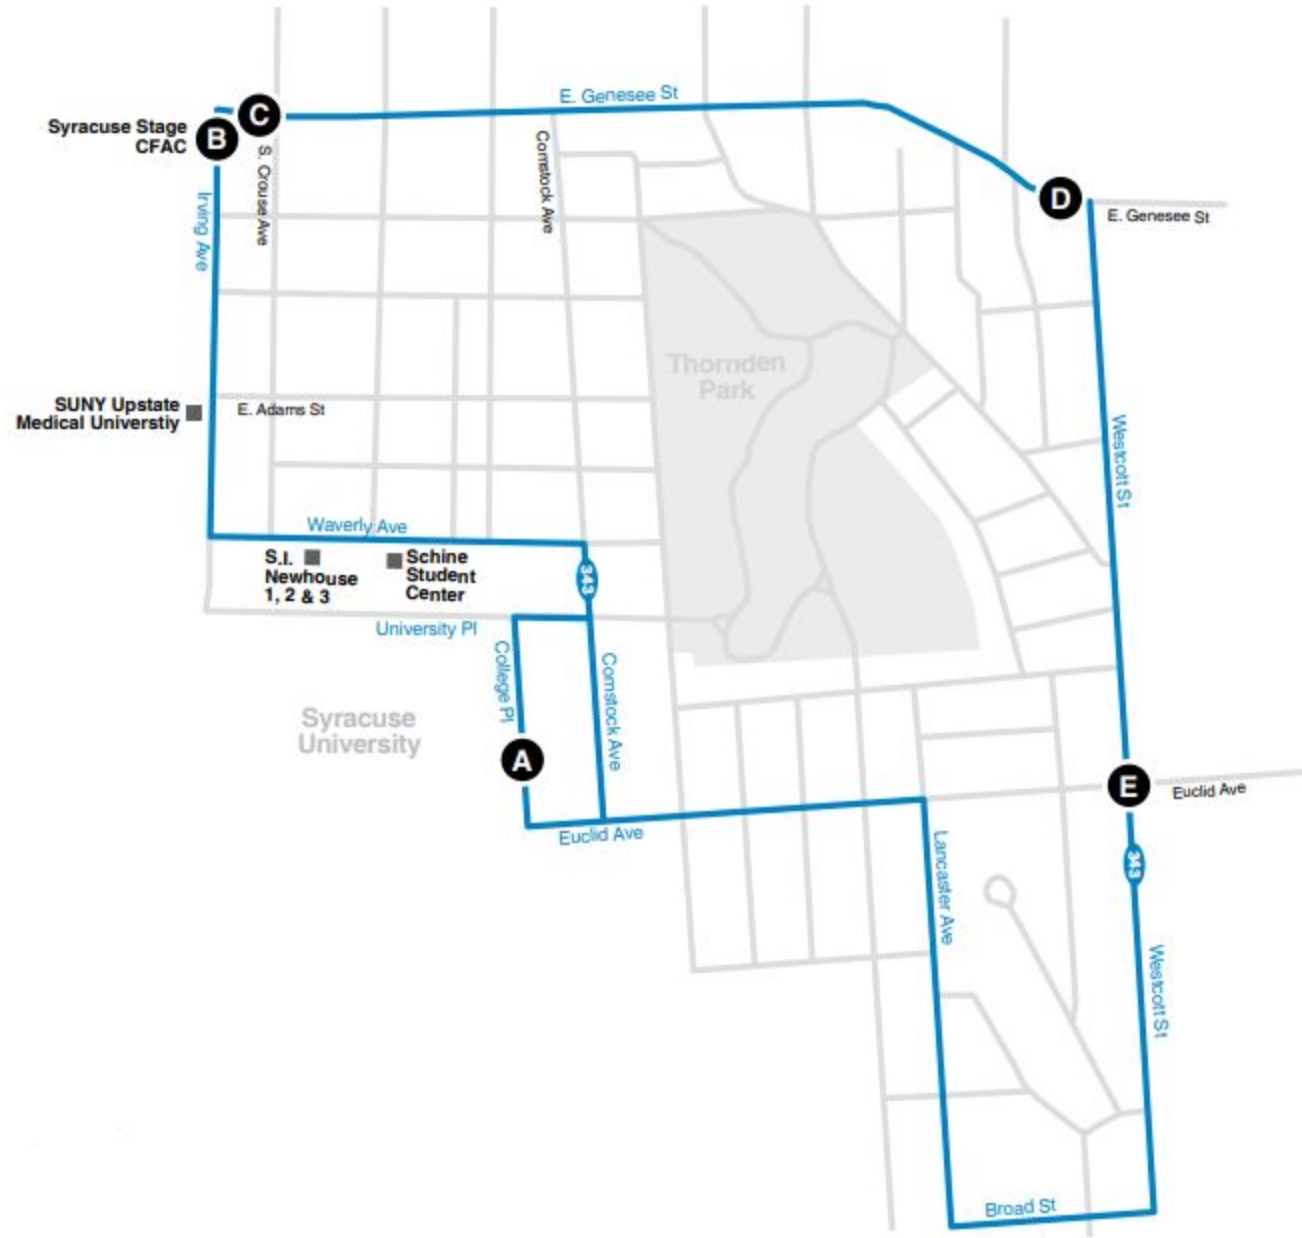 E. Genesee St
C
Syracuse Stage
CFAC
B
S. Crouse Ave
Comstock Ave
Irving Ave
D
E. Genesee St
Thornden
Park
SUNY Upstate
Medical Universtiy
E. Adams St
Westcott St
Waverly Ave
S.I.
Newhouse
1, 2 & 3
Schine
Student
Center
343
University Pl
College Pl
Comstock Ave
Syracuse
University
A
E
Euclid Ave
Euclid Ave
Lancaster Ave
343
Westcott St
Broad St